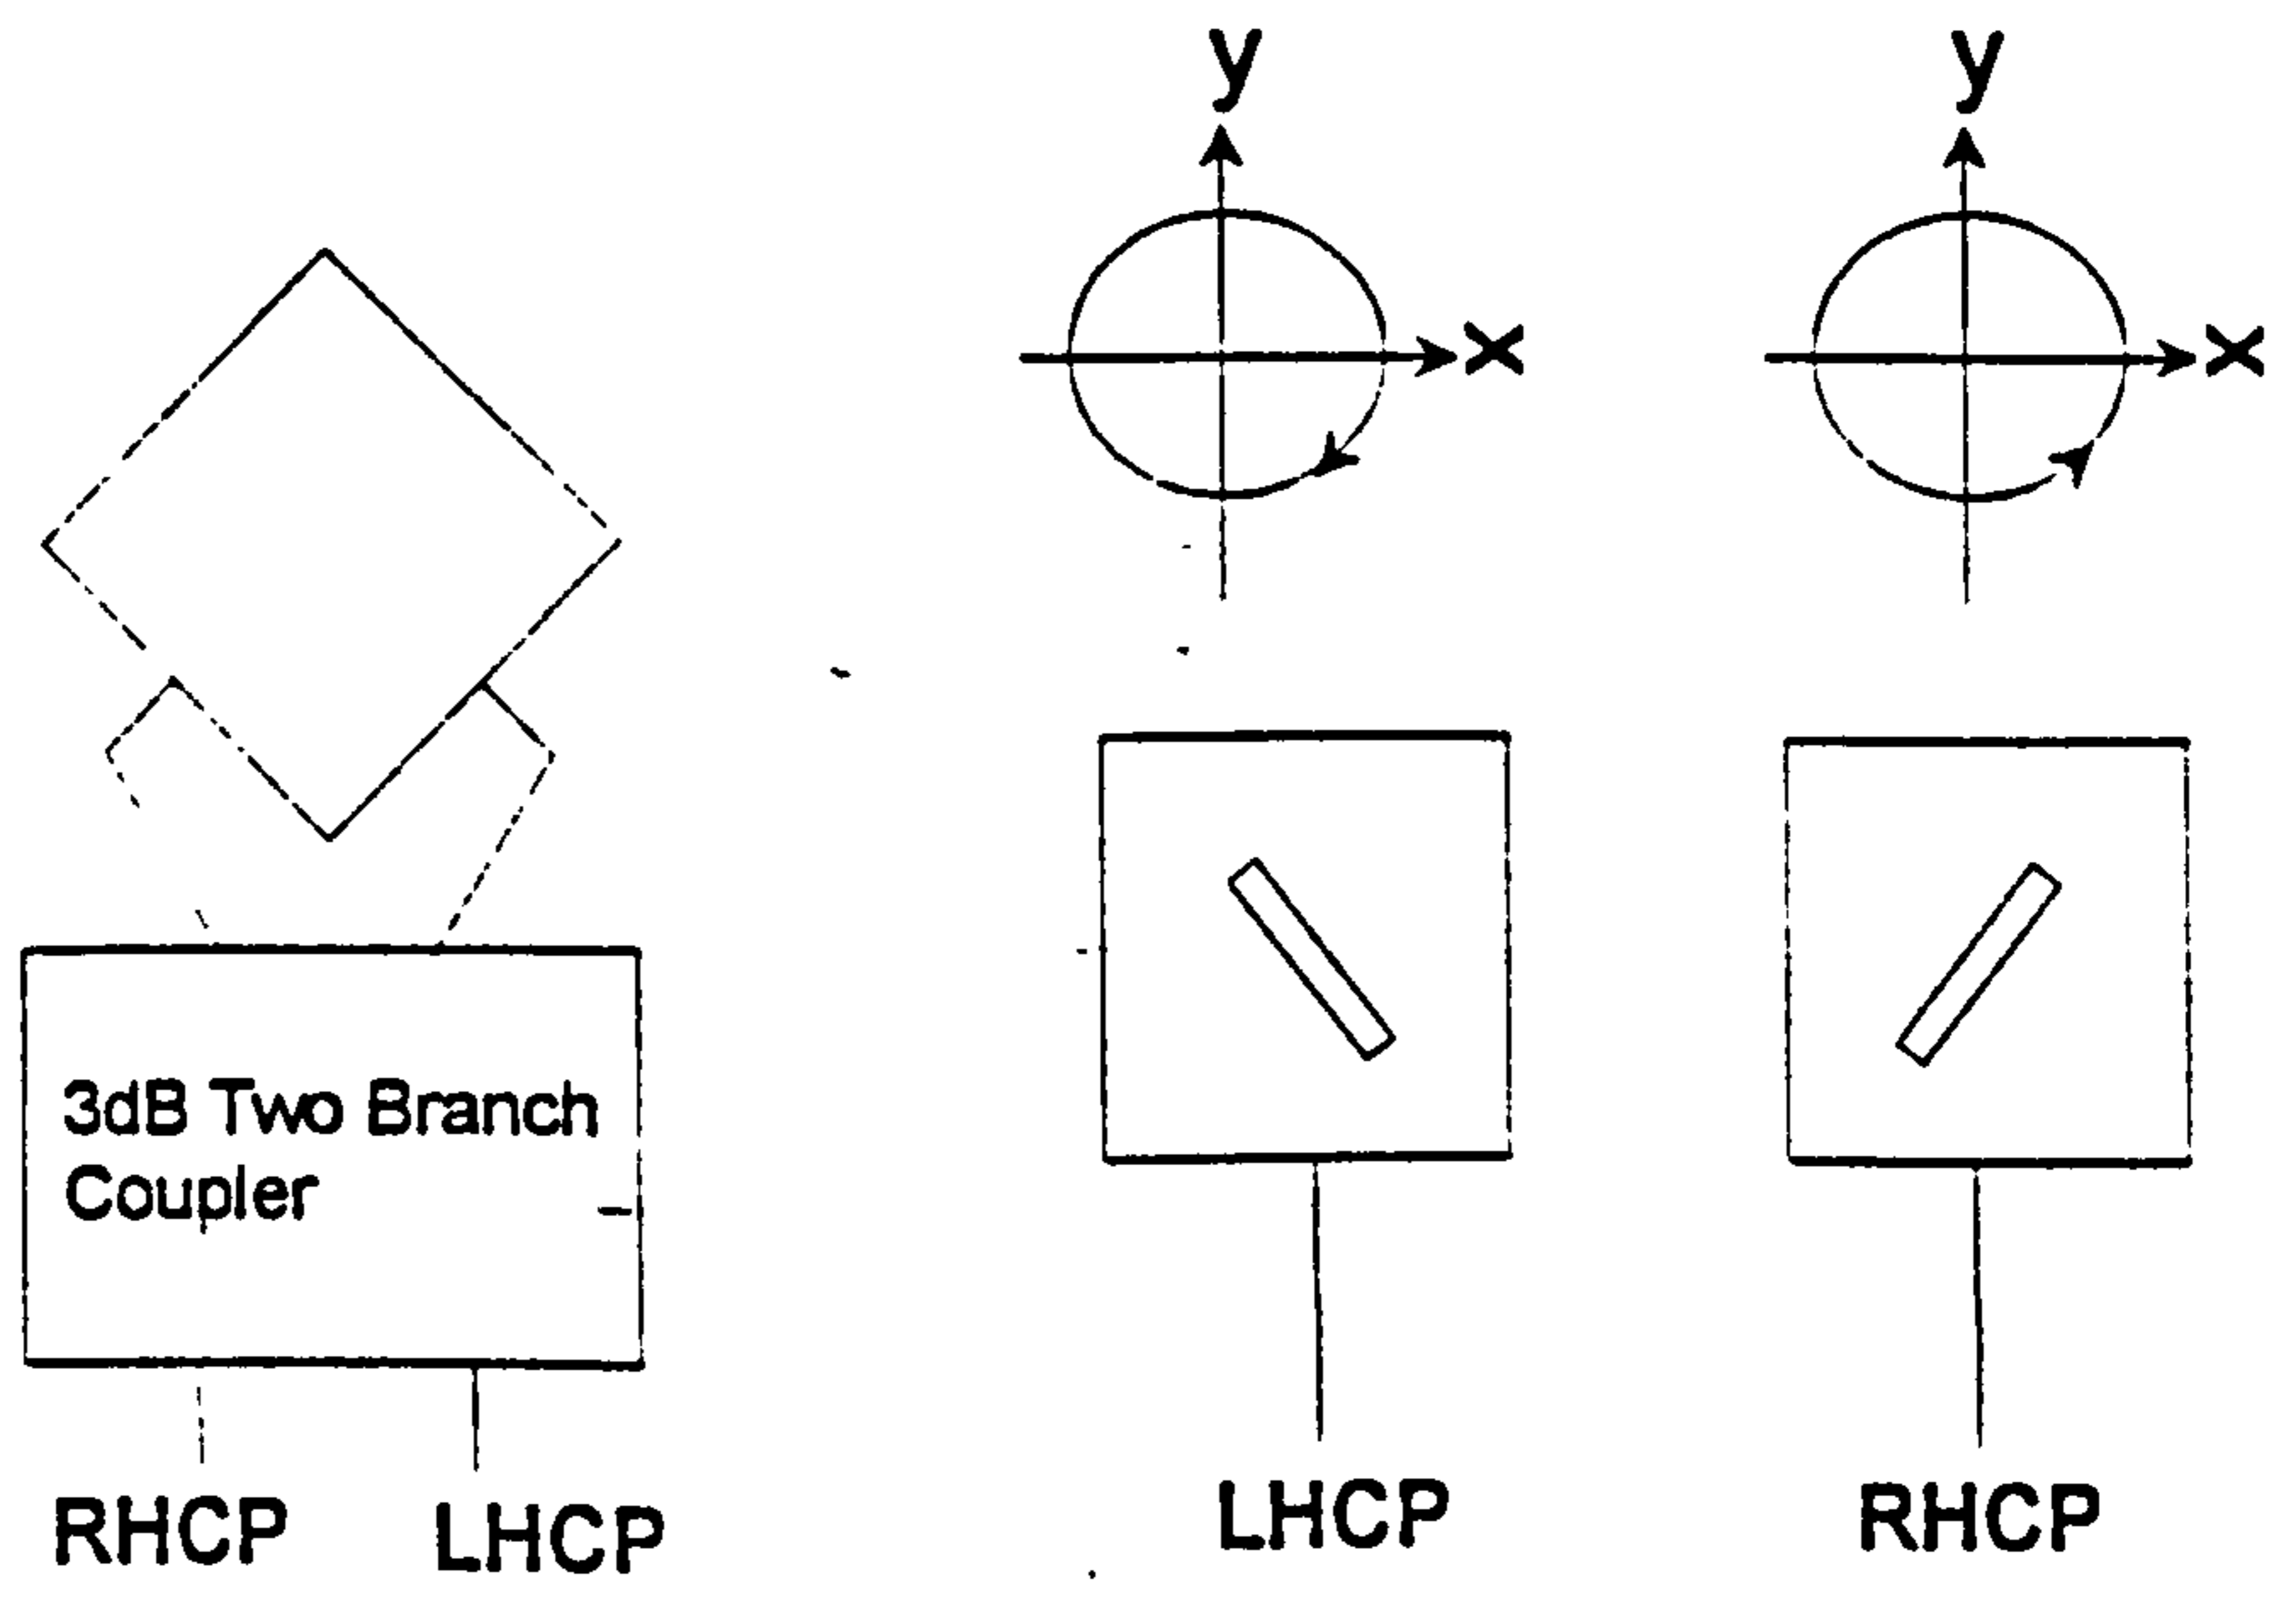 y
y
x
x
3dB Two Branch
Coupler
RHCP
LHCP
LHCP
RHCP